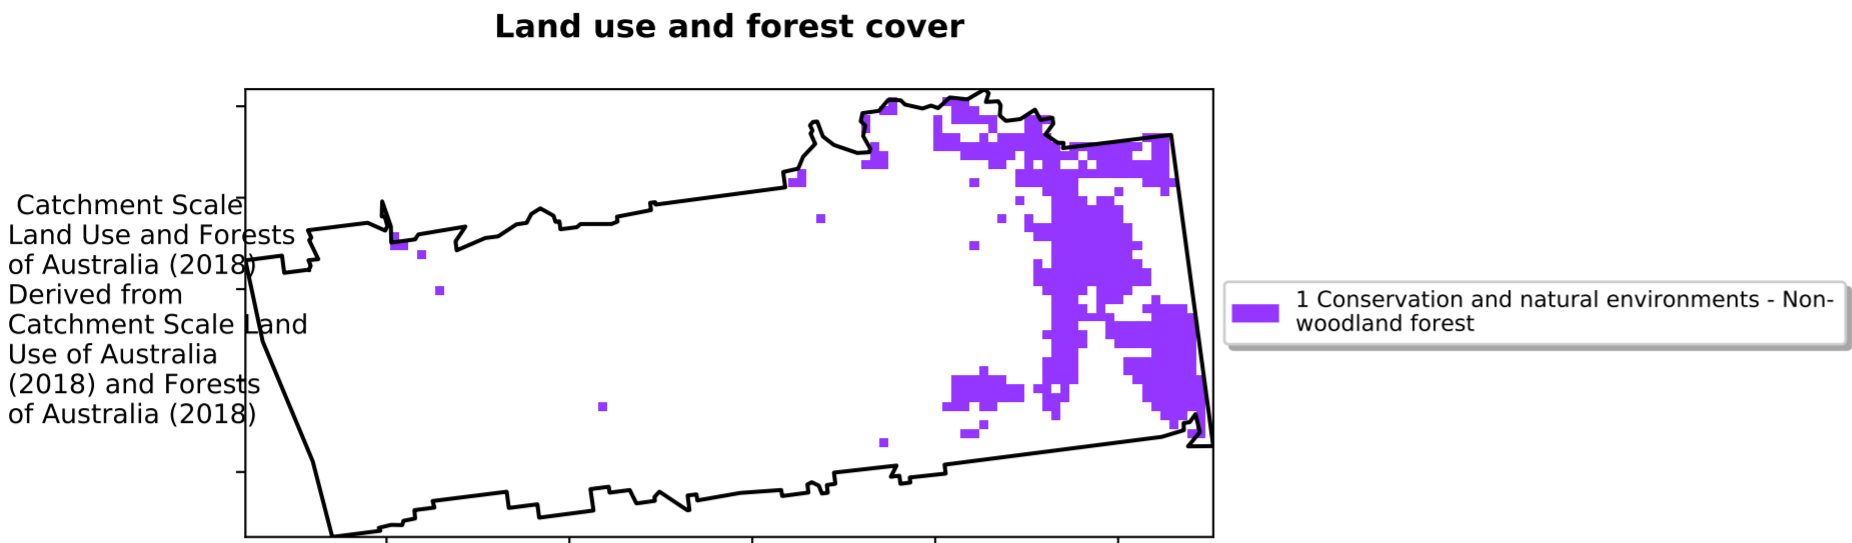 Land use and forest cover
Catchment Scale
Land Use and Forests
of Australia (2018)
Derived from
Catchment Scale Land
Use of Australia
(2018) and Forests
of Australia (2018)
1 Conservation and natural environments - Non-
woodland forest